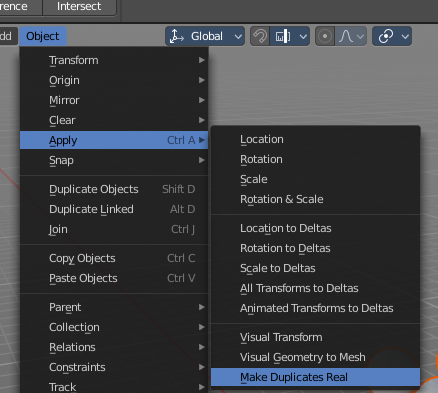 rence Intersect
dd Object Global
Transform
Origin
Mirror
Clear
Apply Ctrl A
Snap
Duplicate Objects Shift D
Duplicate Linked Alt D
Join Ctrl J
Copy Objects Ctrl C
Paste Objects Ctrl V
Parent
Collection
Relations
Constraints
Track
Location
Rotation
Scale
Rotation & Scale
Location to Deltas
Rotation to Deltas
Scale to Deltas
All Transforms to Deltas
Animated Transforms to Deltas
Visual Transform
Visual Geometry to Mesh
Make Duplicates Real